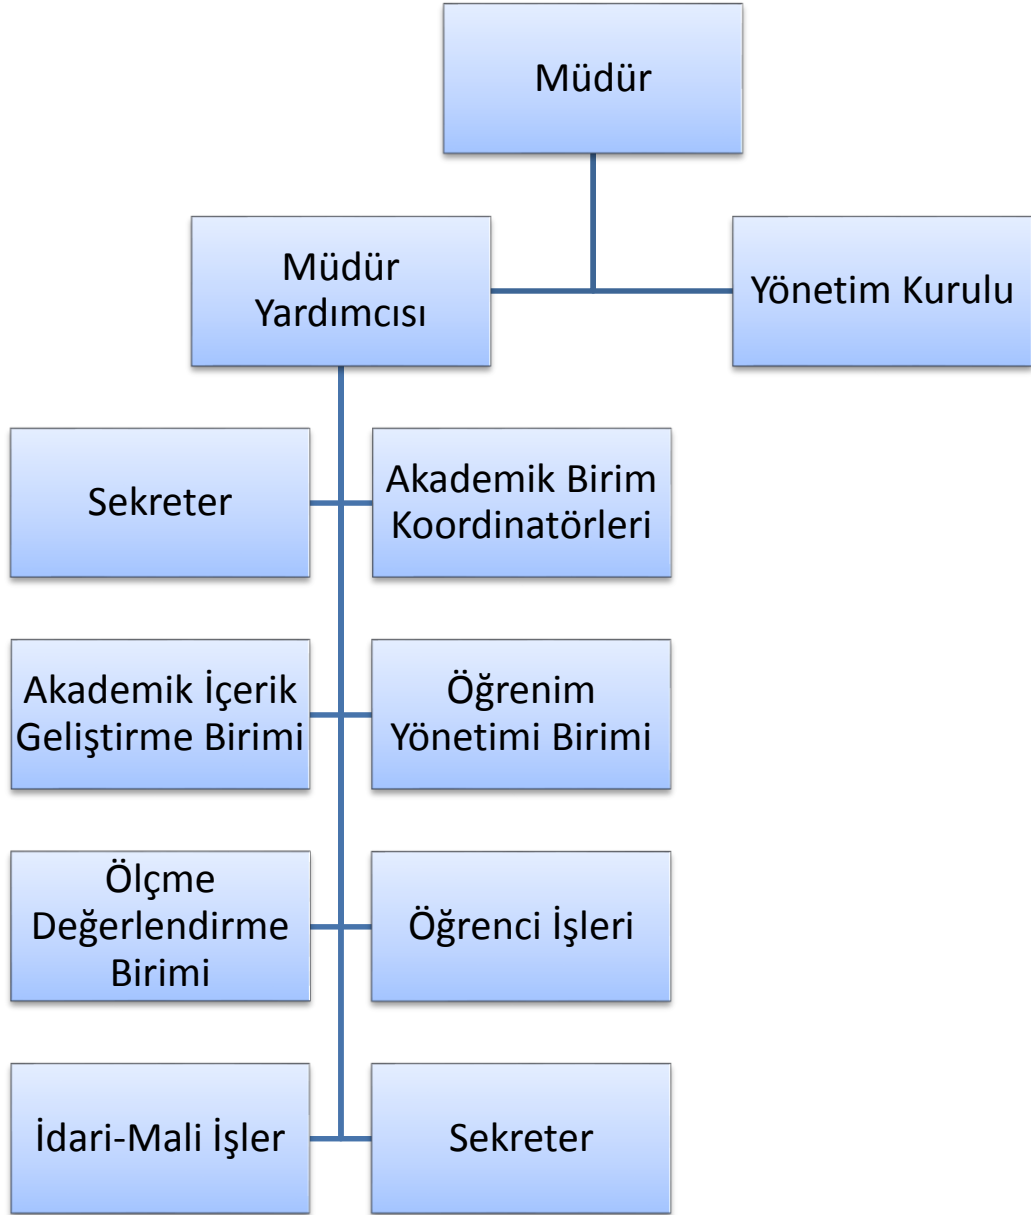 Müdür
Müdür
Yardımcısı
Yönetim Kurulu
Sekreter
Akademik Birim
Koordinatörleri
Akademik İçerik
Geliştirme Birimi
Öğrenim
Yönetimi Birimi
Ölçme
Değerlendirme
Birimi
Öğrenci İşleri
İdari-Mali İşler
Sekreter